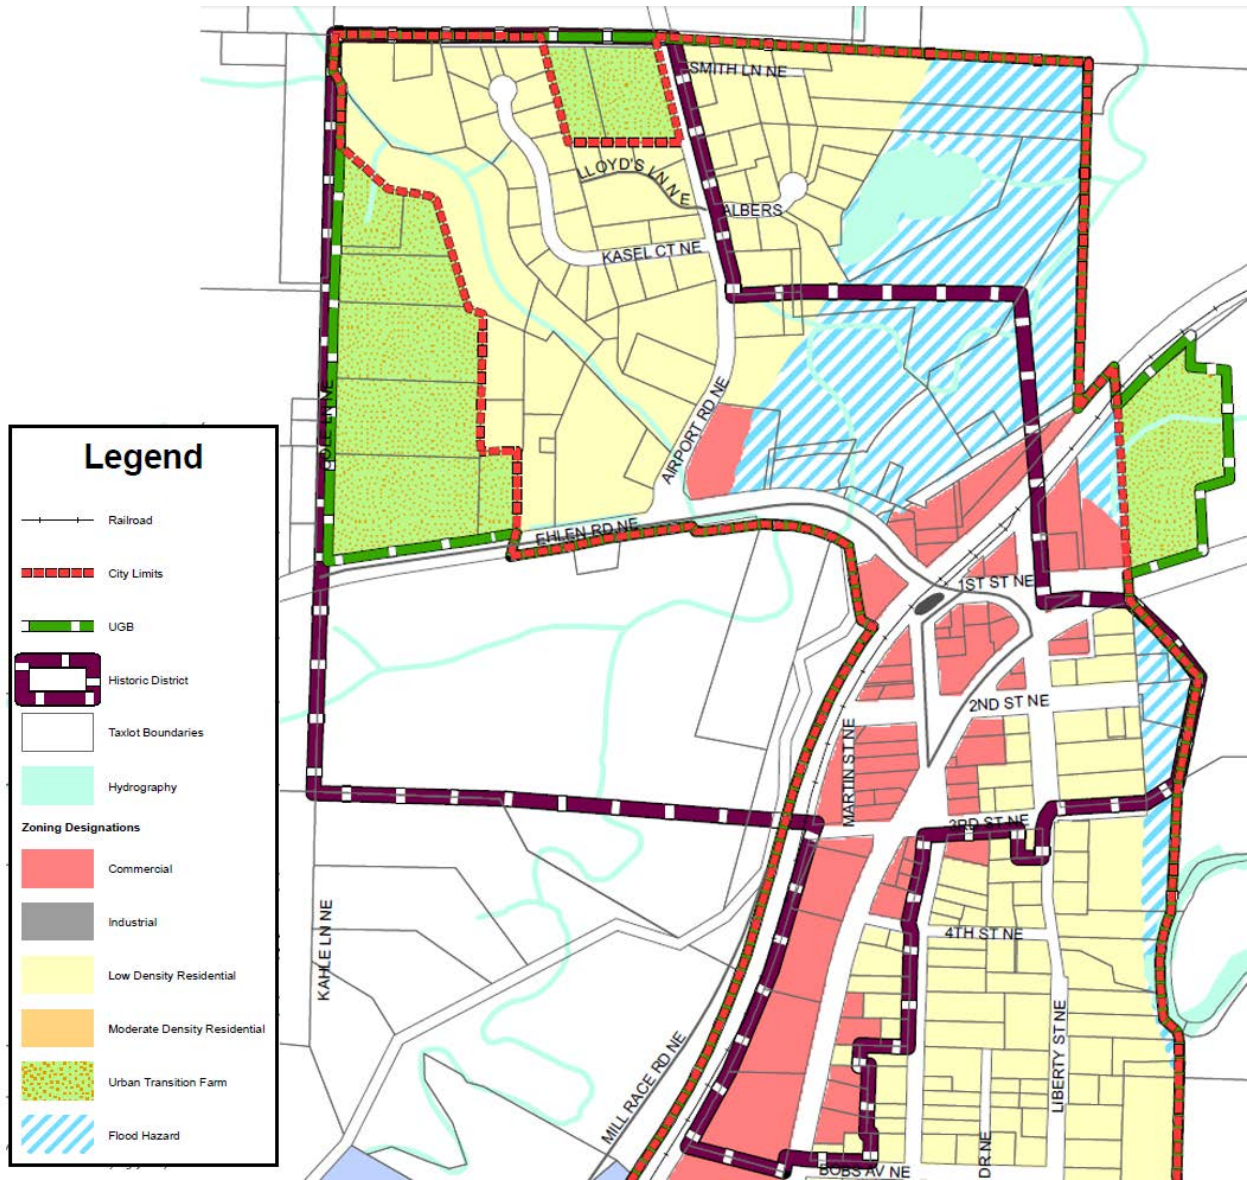 SMITH LN NE
LLOYD'S LN NE
ALBERS
KASEL CT NE
AIRPORT RD NE
EHLEN RD NE
1ST ST NE
2ND ST NE
MARTIN ST NE
3RD ST NE
4TH ST NE
KAHLE LN NE
LIBERTY ST NE
MILL RACE RD NE
DR NE
BOBS AV NE
LN NE
Legend
Railroad
City Limits
UGB
Historic District
Taxlot Boundaries
Hydrography
Zoning Designations
Commercial
Industrial
Low Density Residential
Moderate Density Residential
Urban Transition Farm
Flood Hazard